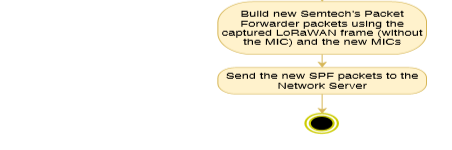 Build new Semtech's Packet
Forwarder packets using the
captured LoRaWAN frame (without
the MIC) and the new MICs
Send the new SPF packets to the
Network Server